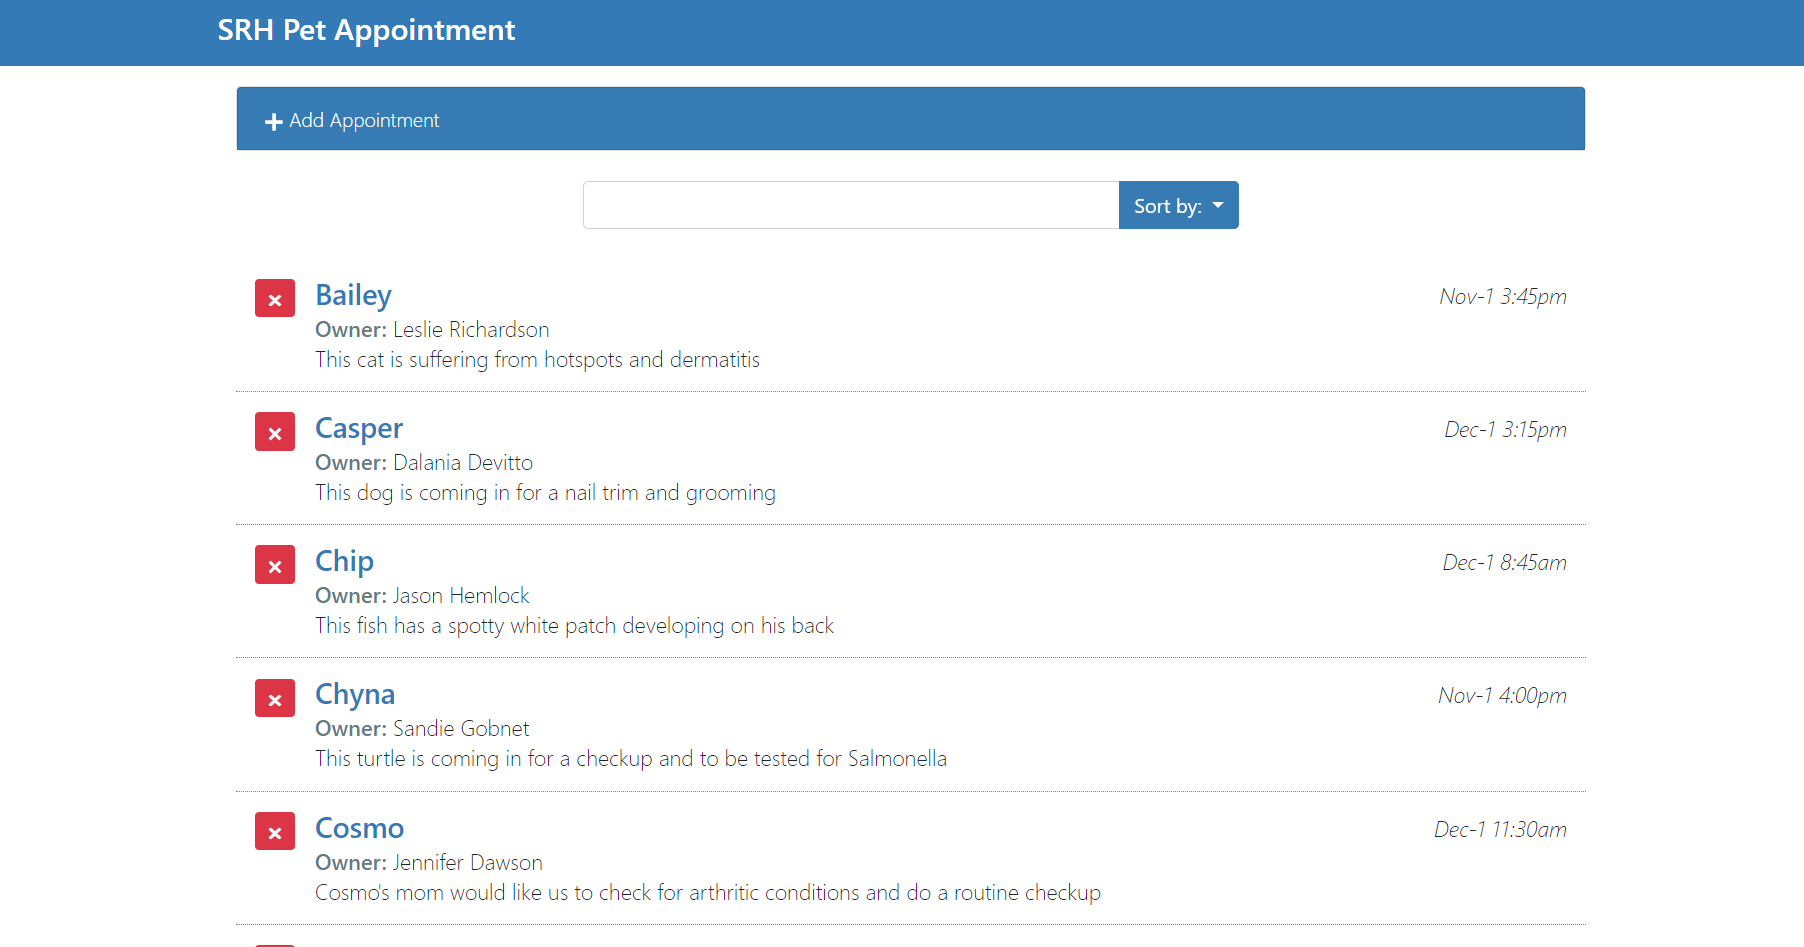 SRH Pet Appointment
Add Appointment
Sort by:
Bailey
Nov-1 3:45pm
Owner: Leslie Richardson
This cat is suffering from hotspots and dermatitis
Casper
Dec-1 3:15pm
Owner: Dalania Devitto
This dog is coming in for a nail trim and grooming
Chip
Dec-1 8:45am
Owner: Jason Hemlock
This fish has a spotty white patch developing on his back
Chyna
Nov-1 4:00pm
Owner: Sandie Gobnet
This turtle is coming in for a checkup and to be tested for Salmonella
Cosmo
Dec-1 11:30am
Owner: Jennifer Dawson
Cosmo's mom would like us to check for arthritic conditions and do a routine checkup